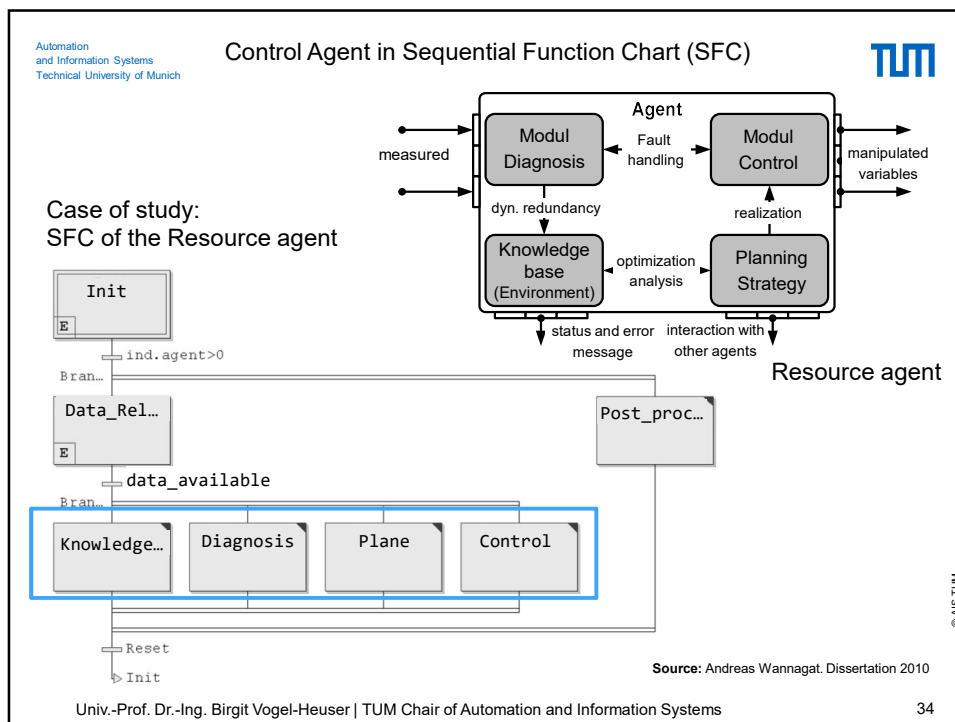 Automation
and Information Systems
Technical University of Munich
Control Agent in Sequential Function Chart (SFC)
TUM
Agent
Modul
Diagnosis
Fault
handling
Modul
Control
measured
manipulated
variables
dyn. redundancy
realization
Knowledge
base
(Environment)
optimization
analysis
Planning
Strategy
status and error
message
interaction with
other agents
Resource agent
Case of study:
SFC of the Resource agent
Init
E
ind.agent>0
Bran…
Data_Rel…
E
Post_proc…
data_available
Bran…
Knowledge…
Diagnosis
Plane
Control
Reset
Init
© AIS TUM
Source: Andreas Wannagat. Dissertation 2010
Univ.-Prof. Dr.-Ing. Birgit Vogel-Heuser | TUM Chair of Automation and Information Systems
34